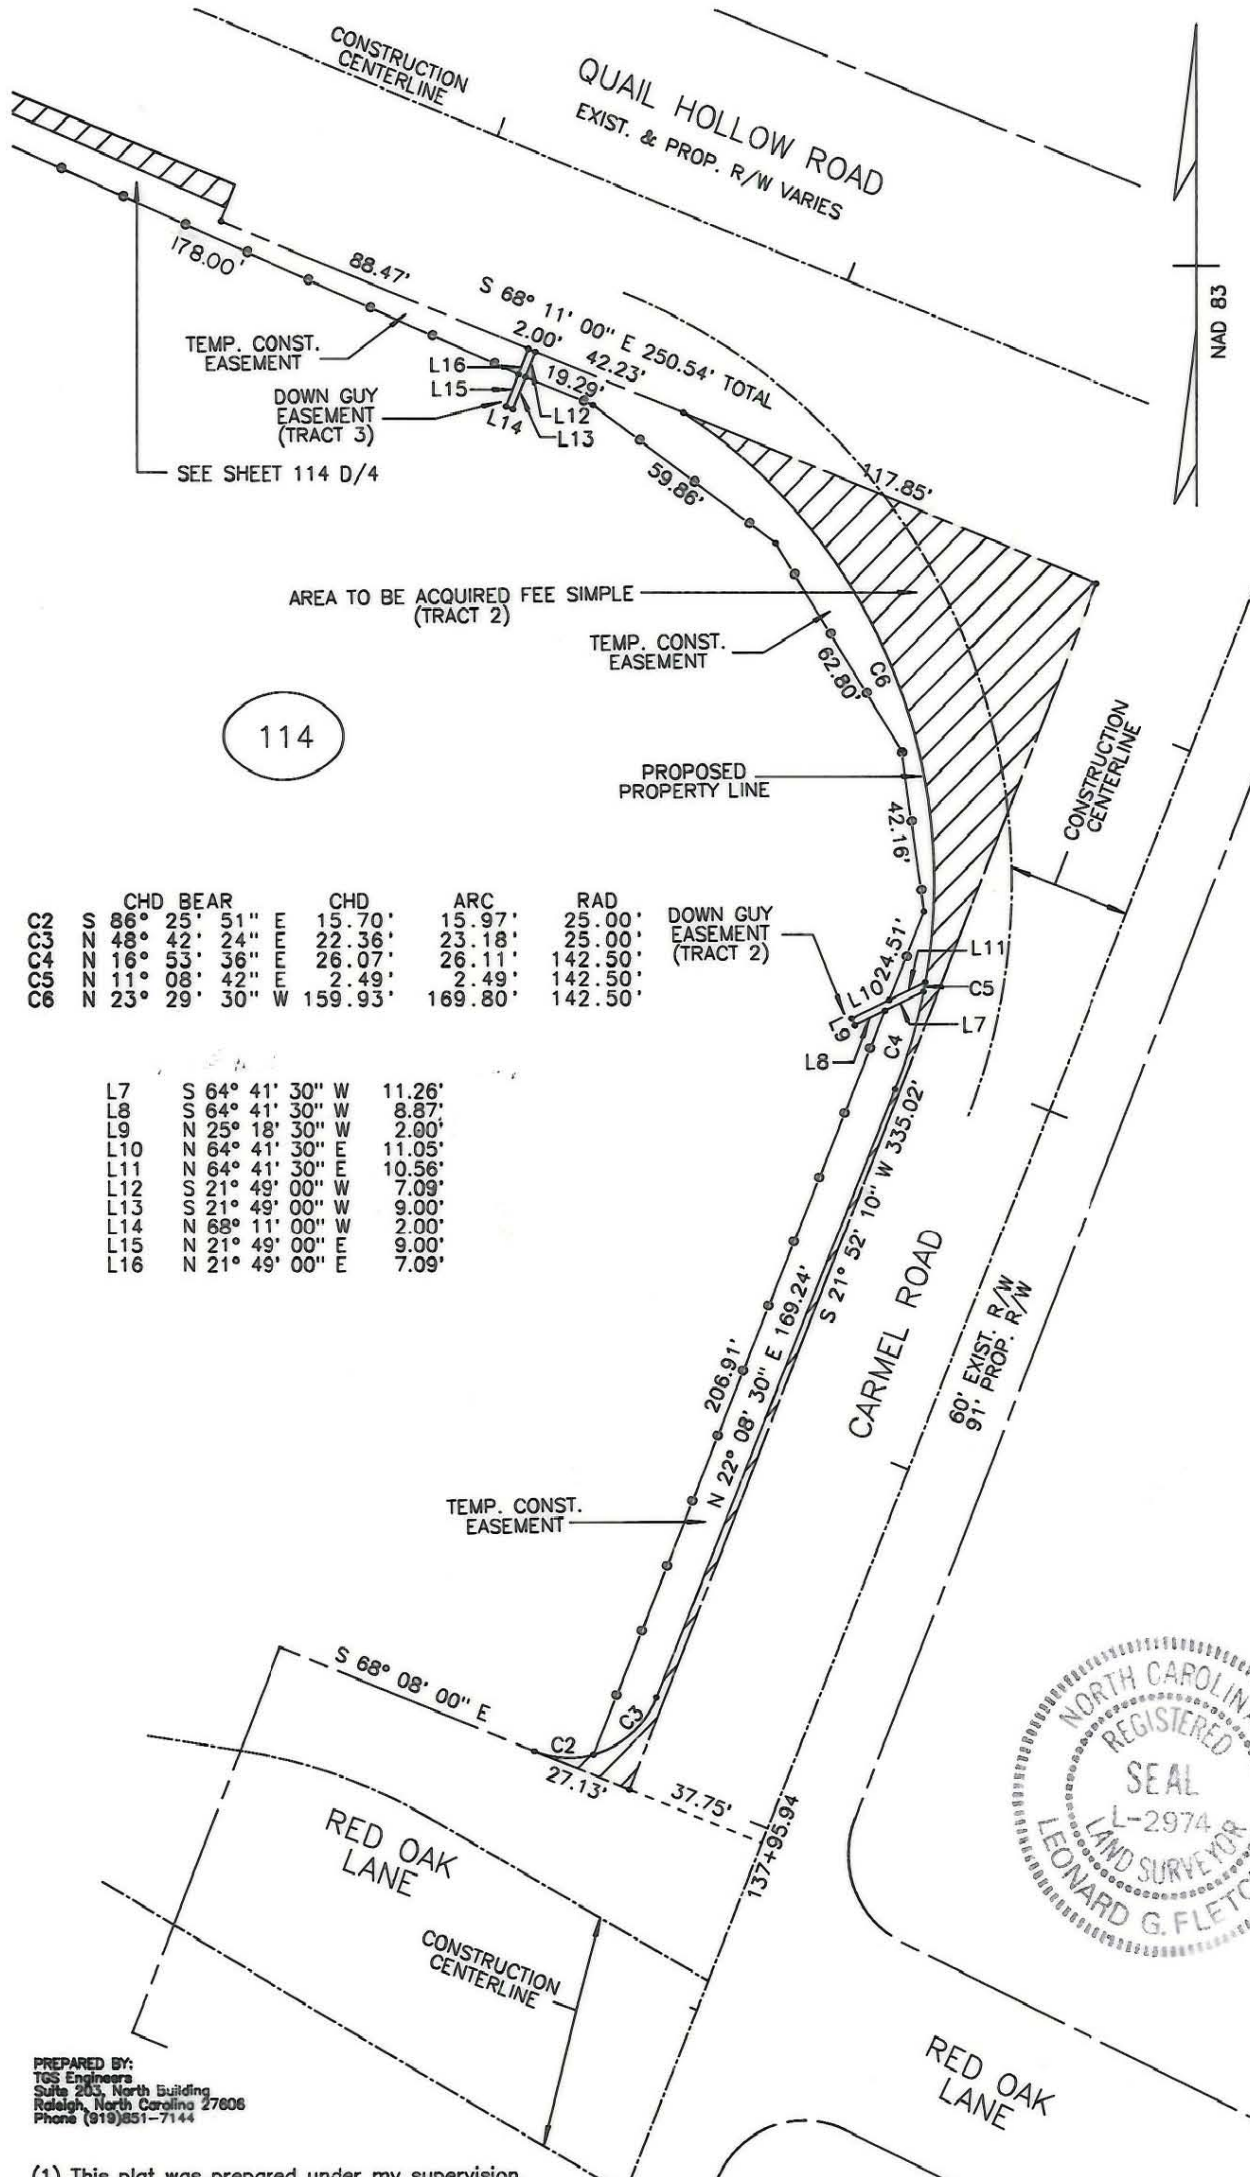 CONSTRUCTION
CENTERLINE
QUAIL HOLLOW ROAD
EXIST. & PROP. R/W VARIES
NAD 83
178.00'
88.47'
S 68° 11' 00" E 250.54' TOTAL
2.00'
42.23'
TEMP. CONST.
EASEMENT
L16
19.29'
L15
L12
DOWN GUY
EASEMENT
(TRACT 3)
L14
L13
SEE SHEET 114 D/4
59.86'
117.85'
AREA TO BE ACQUIRED FEE SIMPLE
(TRACT 2)
TEMP. CONST.
EASEMENT
62.80'
C6
114
PROPOSED
PROPERTY LINE
CONSTRUCTION
CENTERLINE
42.16'
CHD BEAR CHD ARC RAD
C2 S 86° 25' 51" E 15.70' 15.97' 25.00'
C3 N 48° 42' 24" E 22.36' 23.18' 25.00'
C4 N 16° 53' 36" E 26.07' 26.11' 142.50'
C5 N 11° 08' 42" E 2.49' 2.49' 142.50'
C6 N 23° 29' 30" W 159.93' 169.80' 142.50'
DOWN GUY
EASEMENT
(TRACT 2)
24.51'
L11
L10
C5
L9
L7
L8
C4
L7 S 64° 41' 30" W 11.26'
L8 S 64° 41' 30" W 8.87'
L9 N 25° 18' 30" W 2.00'
L10 N 64° 41' 30" E 11.05'
L11 N 64° 41' 30" E 10.56'
L12 S 21° 49' 00" W 7.09'
L13 S 21° 49' 00" W 9.00'
L14 N 68° 11' 00" W 2.00'
L15 N 21° 49' 00" E 9.00'
L16 N 21° 49' 00" E 7.09'
S 21° 52' 10" W 335.02'
N 22° 08' 30" E 169.24'
206.91'
CARMEL ROAD
60' EXIST. R/W
91' PROP. R/W
TEMP. CONST.
EASEMENT
S 68° 08' 00" E
C3
C2
27.13'
37.75'
137+95.94
RED OAK
LANE
CONSTRUCTION
CENTERLINE
NORTH CAROLINA
REGISTERED
SEAL
L-2974
LAND SURVEYOR
LEONARD G. FLETC
RED OAK
LANE
PREPARED BY:
TGS Engineers
Suite 203, North Building
Raleigh, North Carolina 27606
Phone (919)851-7144
(1) This plat was prepared under my supervision